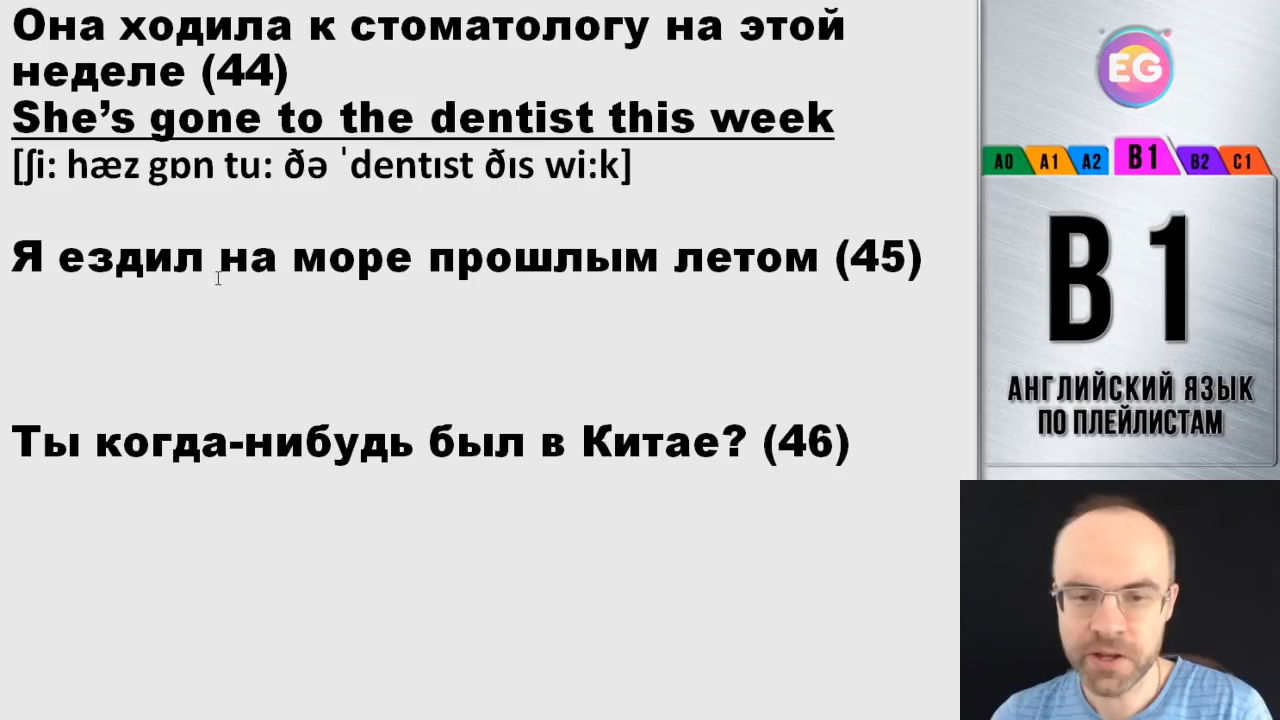 Она ходила к стоматологу на этой
неделе (44)
She’s gone to the dentist this week
[ʃi: hæz gɒn tu: ðə ˈdentɪst ðɪs wi:k]
Я ездил на море прошлым летом (45)
Ты когда-нибудь был в Китае? (46)
EG
A0 A1 A2 B1 B2 C1
B 1
АНГЛИЙСКИЙ ЯЗЫК
ПО ПЛЕЙЛИСТАМ